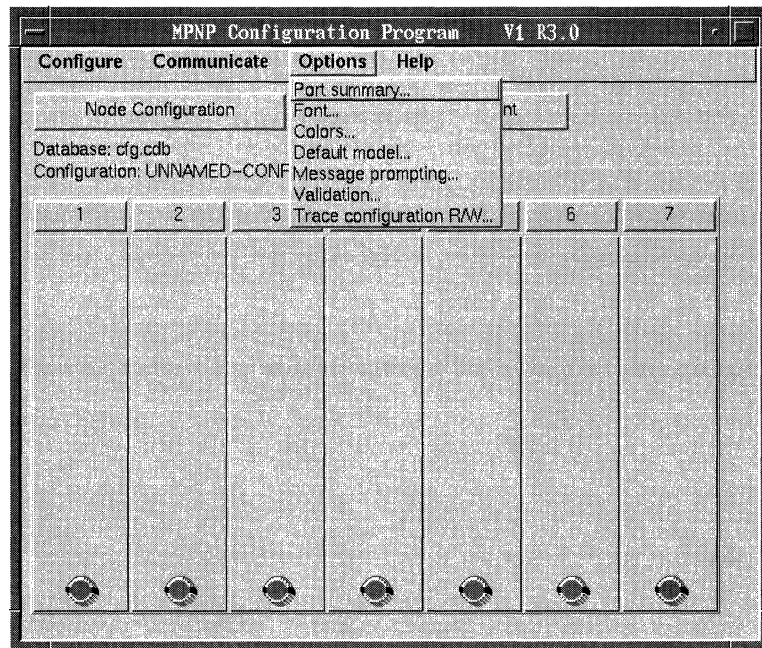 MPNP Configuration Program V1 R3.0
Configure Communicate Options Help
Port summary...
Font...
Colors...
Default model...
Message prompting...
Validation...
Trace configuration R/W...
Node Configuration
nt
Database: cfg.cdb
Configuration: UNNAMED-CONF
1 2 3 6 7